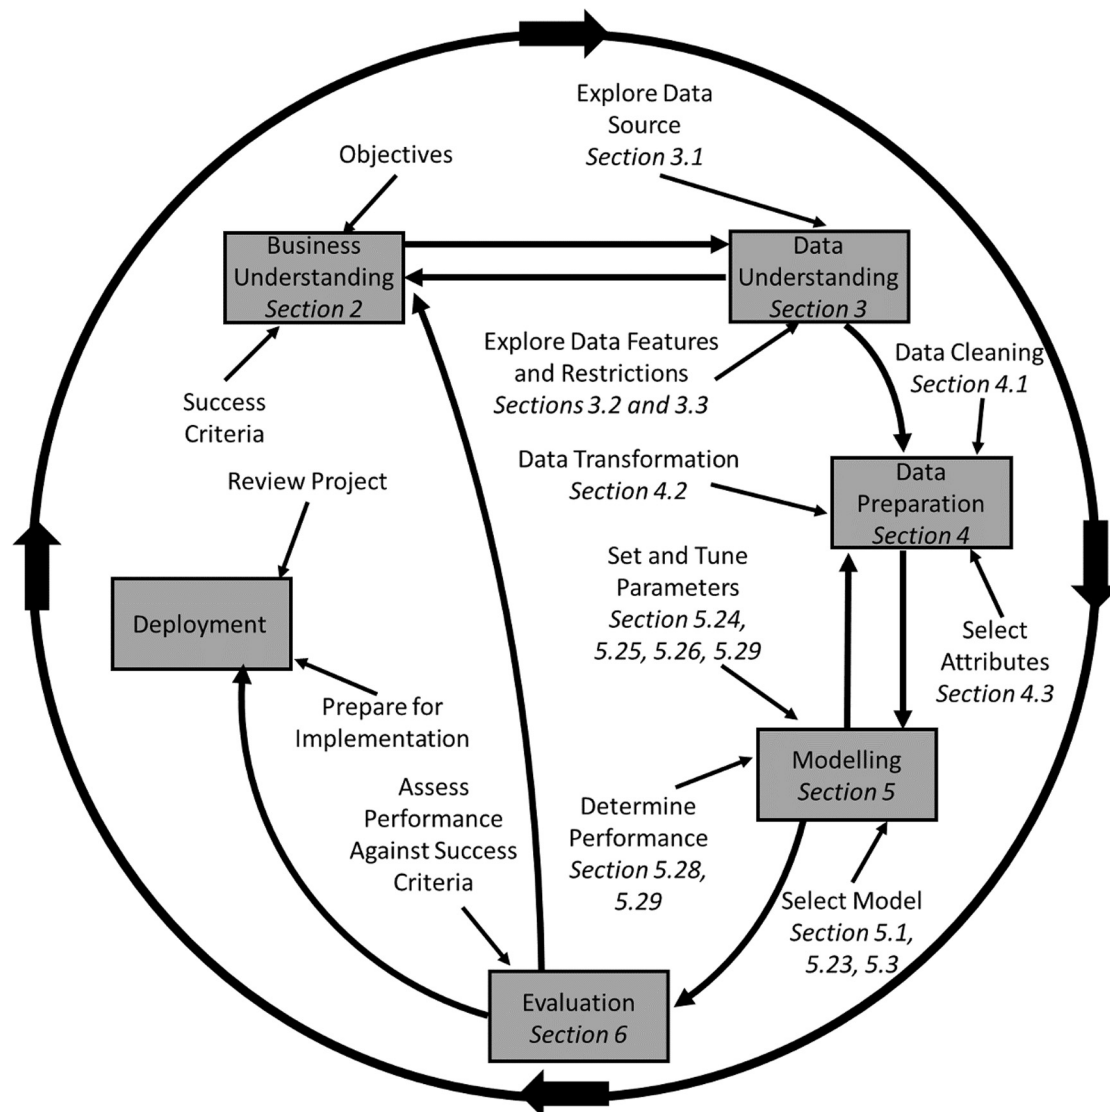 Explore Data
Source
Section 3.1
Objectives
Business
Understanding
Section 2
Data
Understanding
Section 3
Explore Data Features
and Restrictions
Sections 3.2 and 3.3
Data Cleaning
Section 4.1
Success
Criteria
Data Transformation
Section 4.2
Data
Preparation
Section 4
Review Project
Set and Tune
Parameters
Section 5.24,
5.25, 5.26, 5.29
Deployment
Select
Attributes
Section 4.3
Prepare for
Implementation
Modelling
Section 5
Assess
Performance
Against Success
Criteria
Determine
Performance
Section 5.28,
5.29
Select Model
Section 5.1,
5.23, 5.3
Evaluation
Section 6